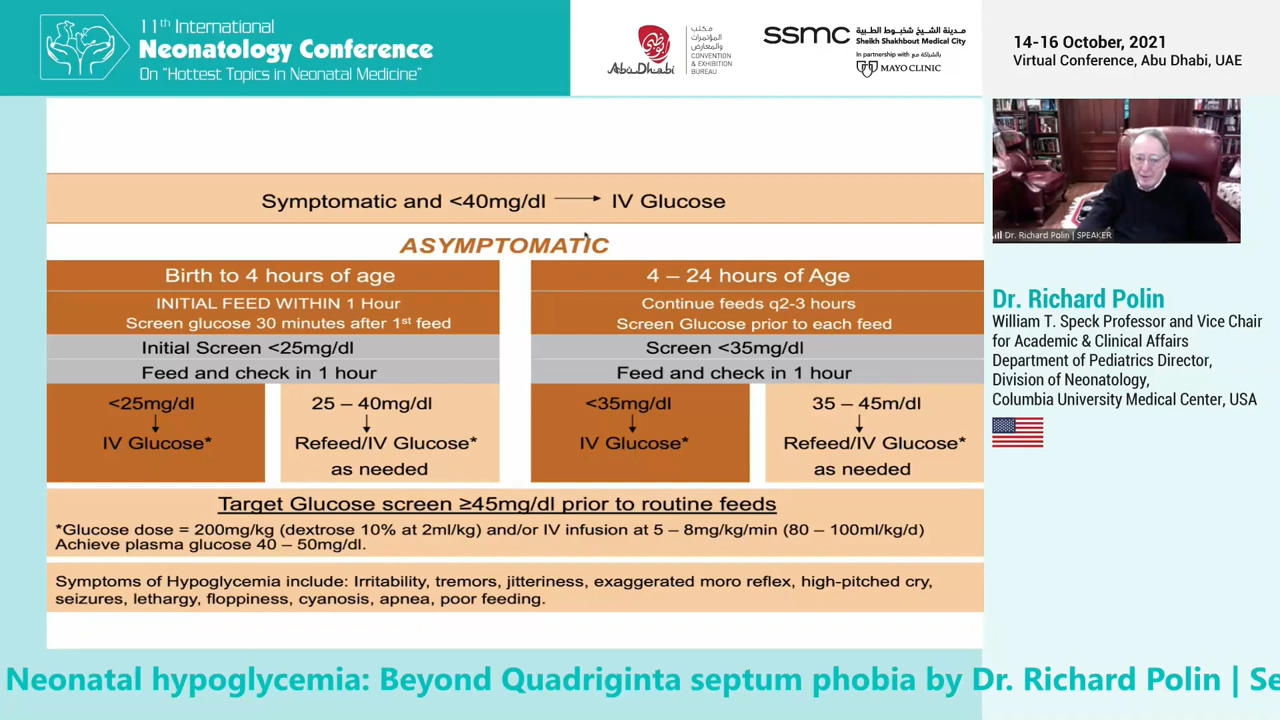 11th International
Neonatology Conference
On "Hottest Topics in Neonatal Medicine"
أبوظبي
Abu Dhabi
مكتب
المؤتمرات
والمعارض
CONVENTION
& EXHIBITION
BUREAU
ssmc
مدينة الشيخ شخبوط الطبية
Sheikh Shakhbout Medical City
In partnership with بالشراكة مع
MAYO CLINIC
14-16 October, 2021
Virtual Conference, Abu Dhabi, UAE
Symptomatic and <40mg/dl → IV Glucose
ASYMPTOMATIC
Birth to 4 hours of age
INITIAL FEED WITHIN 1 Hour
Screen glucose 30 minutes after 1st feed
Initial Screen <25mg/dl
Feed and check in 1 hour
<25mg/dl
IV Glucose*
25 – 40mg/dl
Refeed/IV Glucose*
as needed
4 – 24 hours of Age
Continue feeds q2-3 hours
Screen Glucose prior to each feed
Screen <35mg/dl
Feed and check in 1 hour
<35mg/dl
IV Glucose*
35 – 45m/dl
Refeed/IV Glucose*
as needed
Target Glucose screen ≥45mg/dl prior to routine feeds
*Glucose dose = 200mg/kg (dextrose 10% at 2ml/kg) and/or IV infusion at 5 – 8mg/kg/min (80 – 100ml/kg/d)
Achieve plasma glucose 40 – 50mg/dl.
Symptoms of Hypoglycemia include: Irritability, tremors, jitteriness, exaggerated moro reflex, high-pitched cry,
seizures, lethargy, floppiness, cyanosis, apnea, poor feeding.
Dr. Richard Polin | SPEAKER
Dr. Richard Polin
William T. Speck Professor and Vice Chair
for Academic & Clinical Affairs
Department of Pediatrics Director,
Division of Neonatology,
Columbia University Medical Center, USA
Neonatal hypoglycemia: Beyond Quadriginta septum phobia by Dr. Richard Polin | Se